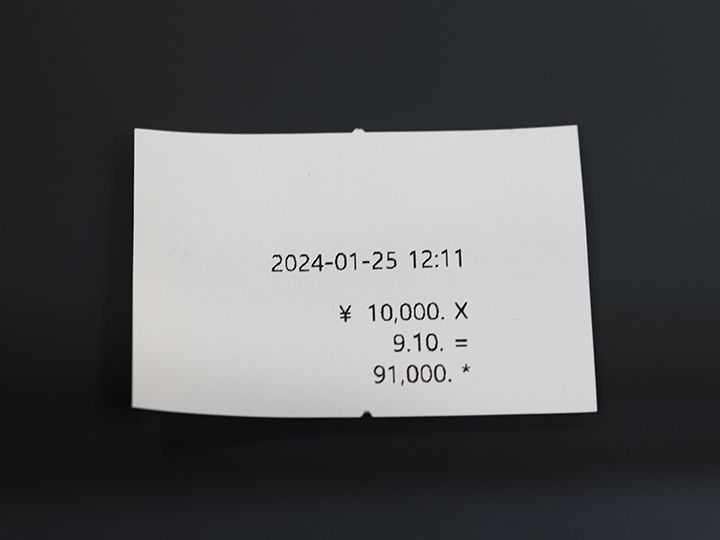 2024-01-25 12:11
¥ 10,000. X
9.10. =
91,000. *